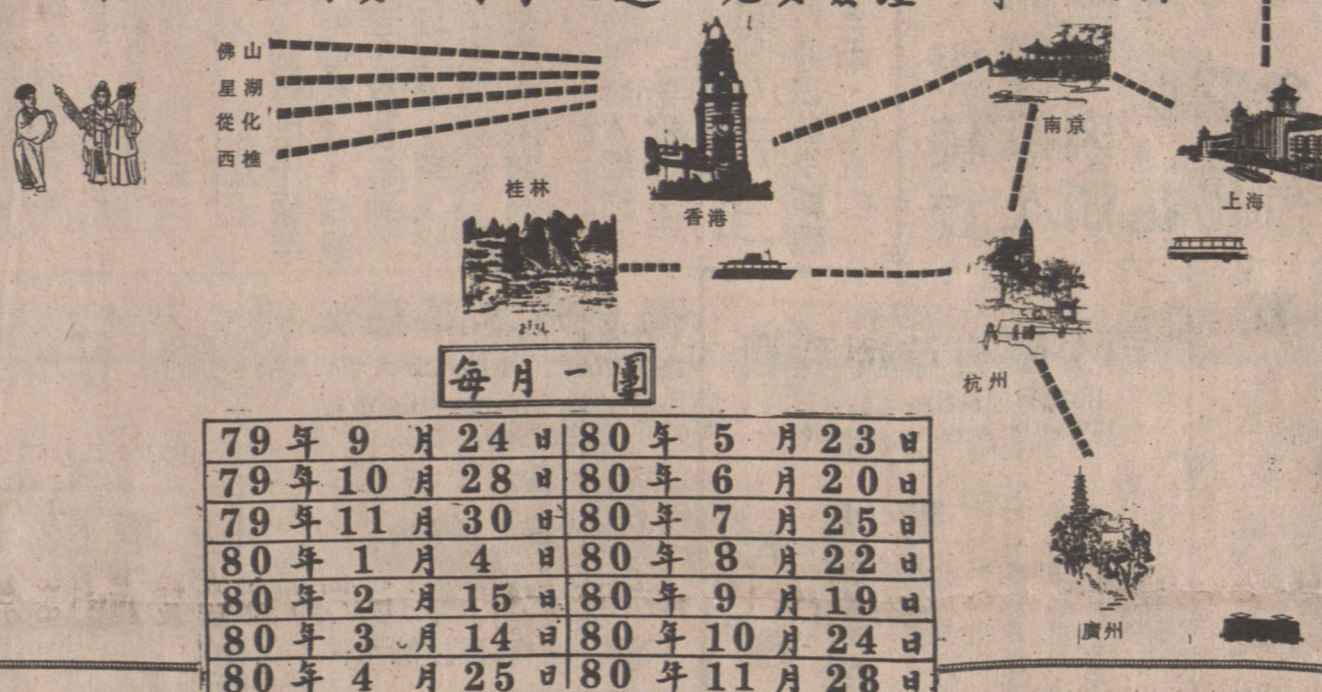 佛山
星湖
從化
西樵
南京
上海
香港
桂林
杭州
廣州
每月一團
79年9月24日 80年5月23日
79年10月28日 80年6月20日
79年11月30日 80年7月25日
80年1月4日 80年8月22日
80年2月15日 80年9月19日
80年3月14日 80年10月24日
80年4月25日 80年11月28日